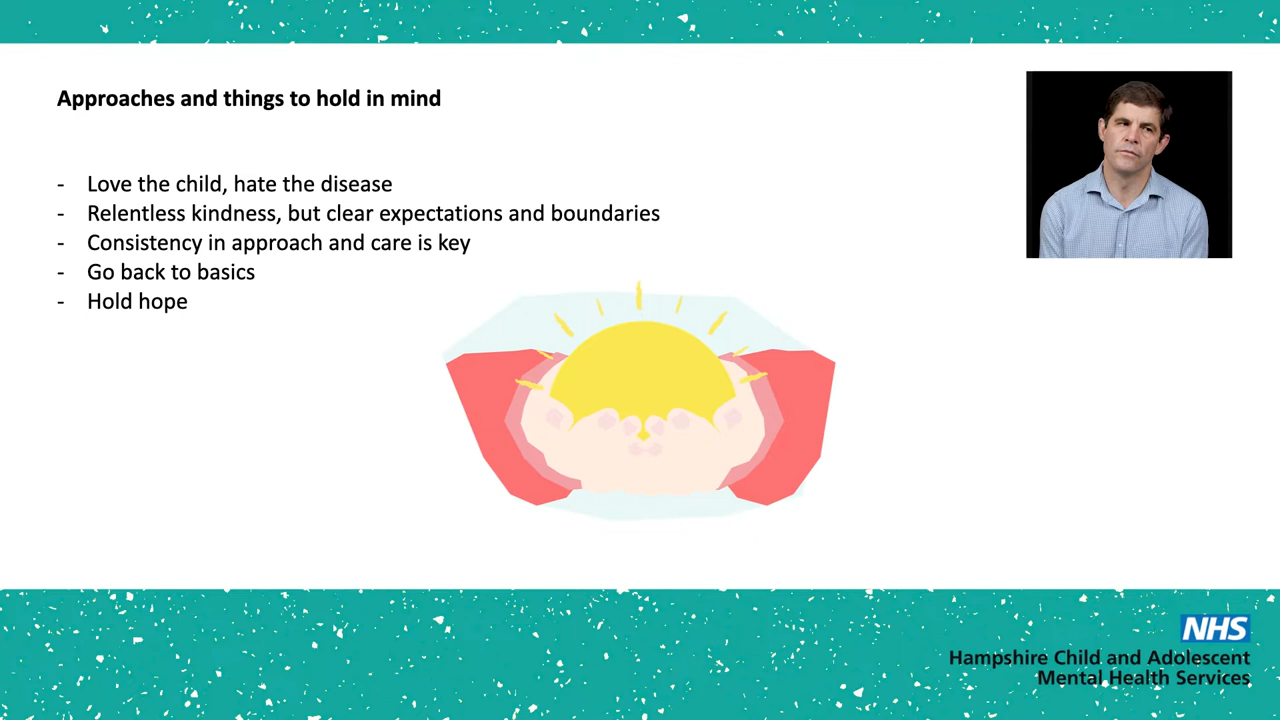 Approaches and things to hold in mind
- Love the child, hate the disease
- Relentless kindness, but clear expectations and boundaries
- Consistency in approach and care is key
- Go back to basics
- Hold hope
NHS
Hampshire Child and Adolescent
Mental Health Services